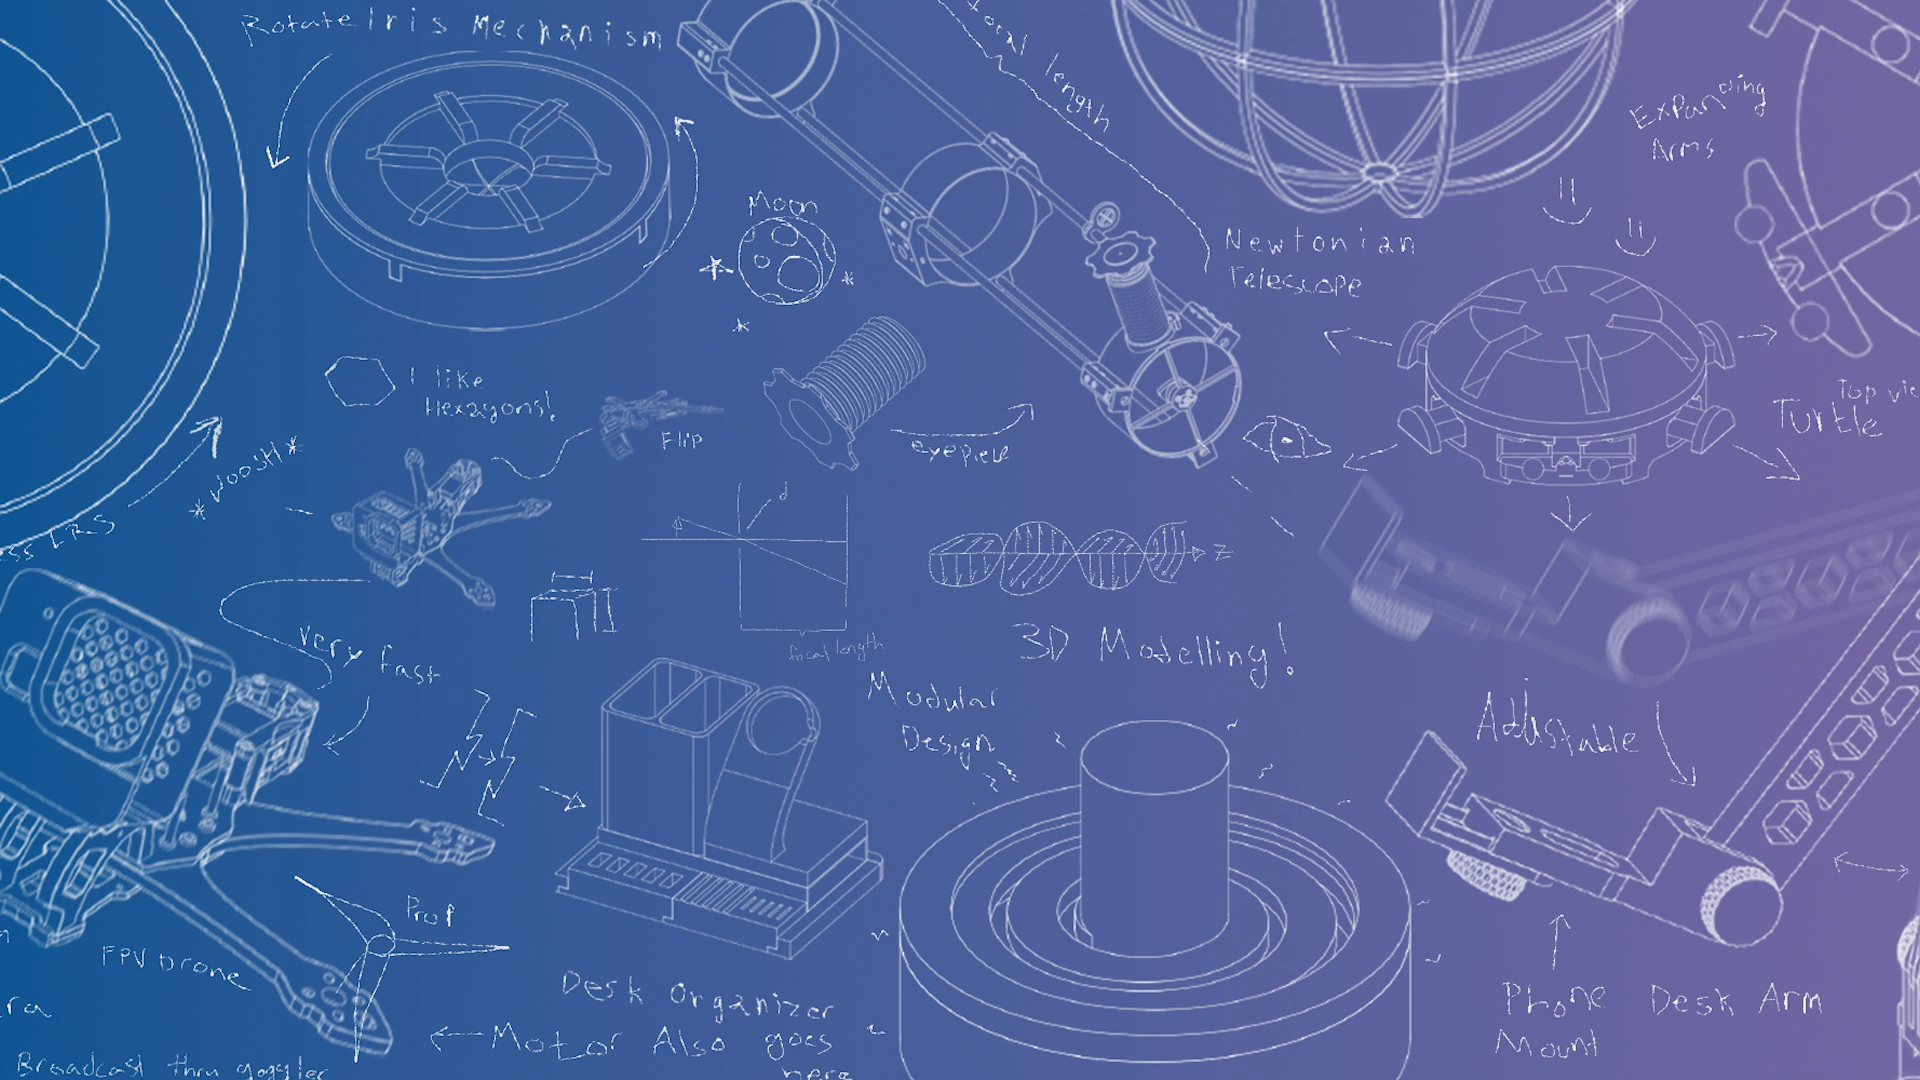 Rotate Iris Mechanism
focal length
Expanding
Arms
Moon
Newtonian
Telescope
I like
Hexagons!
Flip
Top
Turtle
*WOOSH*
eyepiece
d
Z
very fast
focal length
3D Modelling!
Modular
Design
Adjustable
Prop
FPV Drone
Desk Organizer
Motor Also goes
here
Phone
Mount
Desk Arm
Broadcast thru goggles